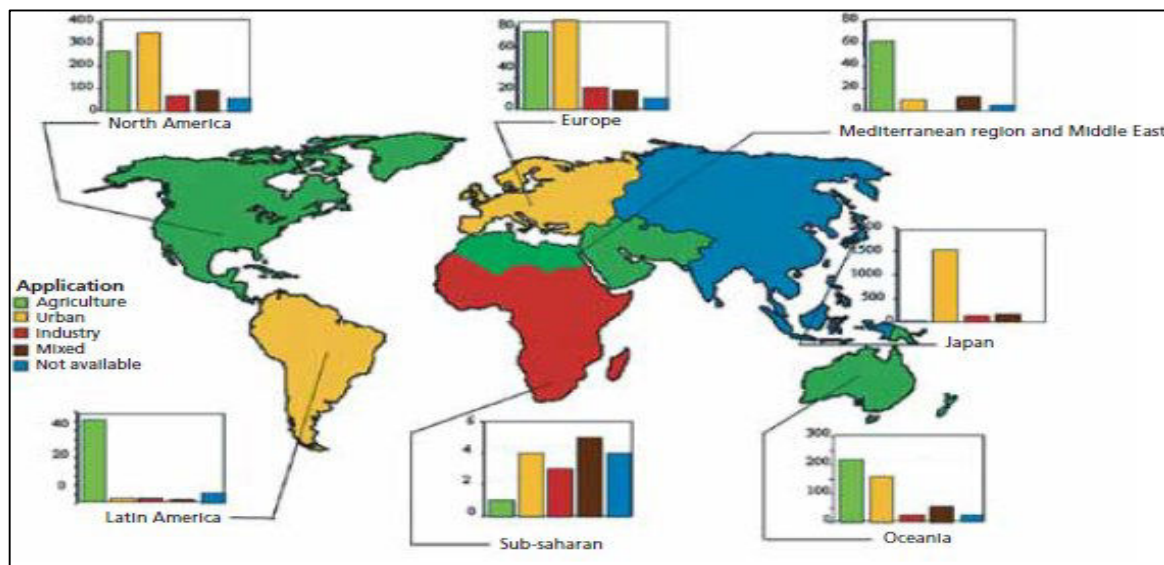 400
300
200
100
0
North America
80
60
40
20
0
Europe
80
60
40
20
0
Mediterranean region and Middle East
Application
Agriculture
Urban
Industry
Mixed
Not available
1500
500
0
Japan
40
20
0
Latin America
6
4
2
0
Sub-saharan
300
200
100
Oceania